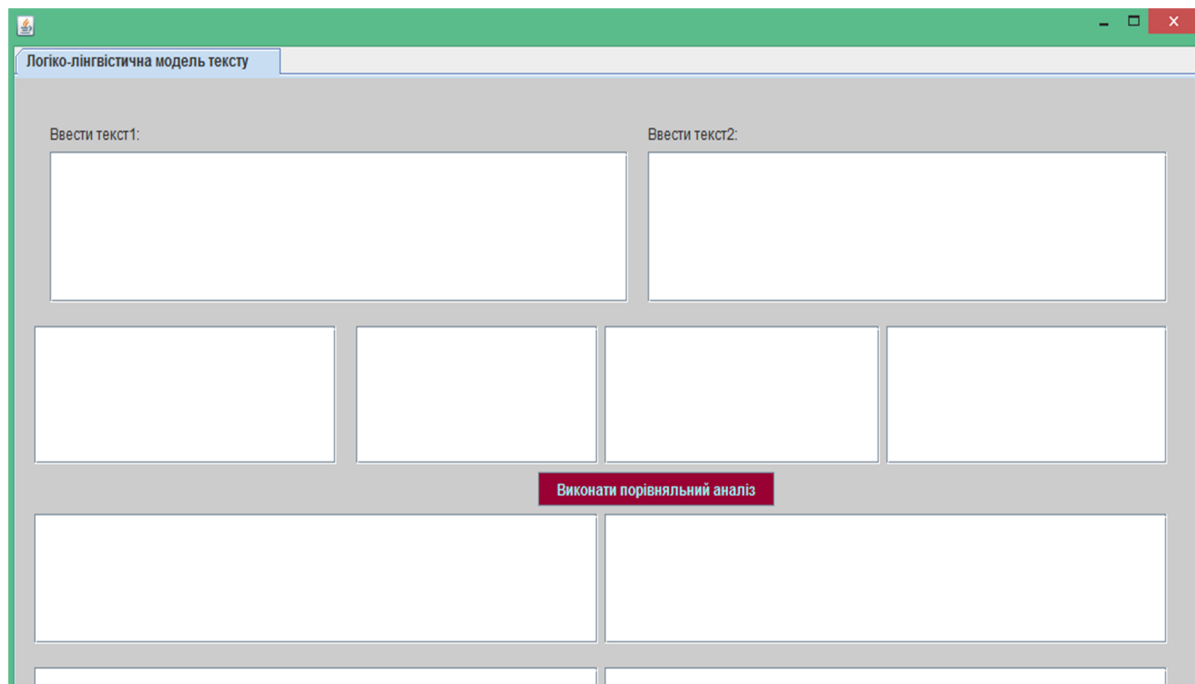 Логіко-лінгвістична модель тексту
Ввести текст1:
Ввести текст2:
Виконати порівняльний аналіз